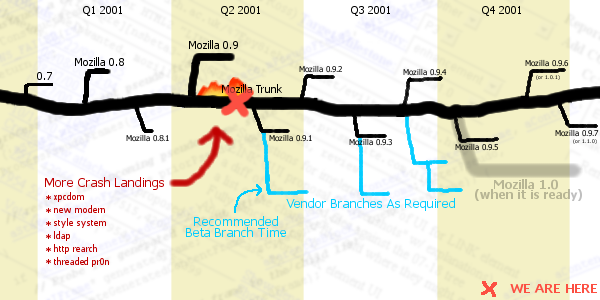 Q1 2001
Q2 2001
Q3 2001
Q4 2001
0.7
Mozilla 0.8
Mozilla 0.9
Mozilla Trunk
Mozilla 0.9.2
Mozilla 0.9.4
Mozilla 0.9.6
(or 1.0.1)
Mozilla 0.8.1
Mozilla 0.9.1
Mozilla 0.9.3
Mozilla 0.9.5
Mozilla 0.9.7
(or 1.1.0)
More Crash Landings
* xpcdom
* new modem
* style system
* ldap
* http rearch
* threaded pr0n
Recommended
Beta Branch Time
Vendor Branches As Required
Mozilla 1.0
(when it is ready)
WE ARE HERE